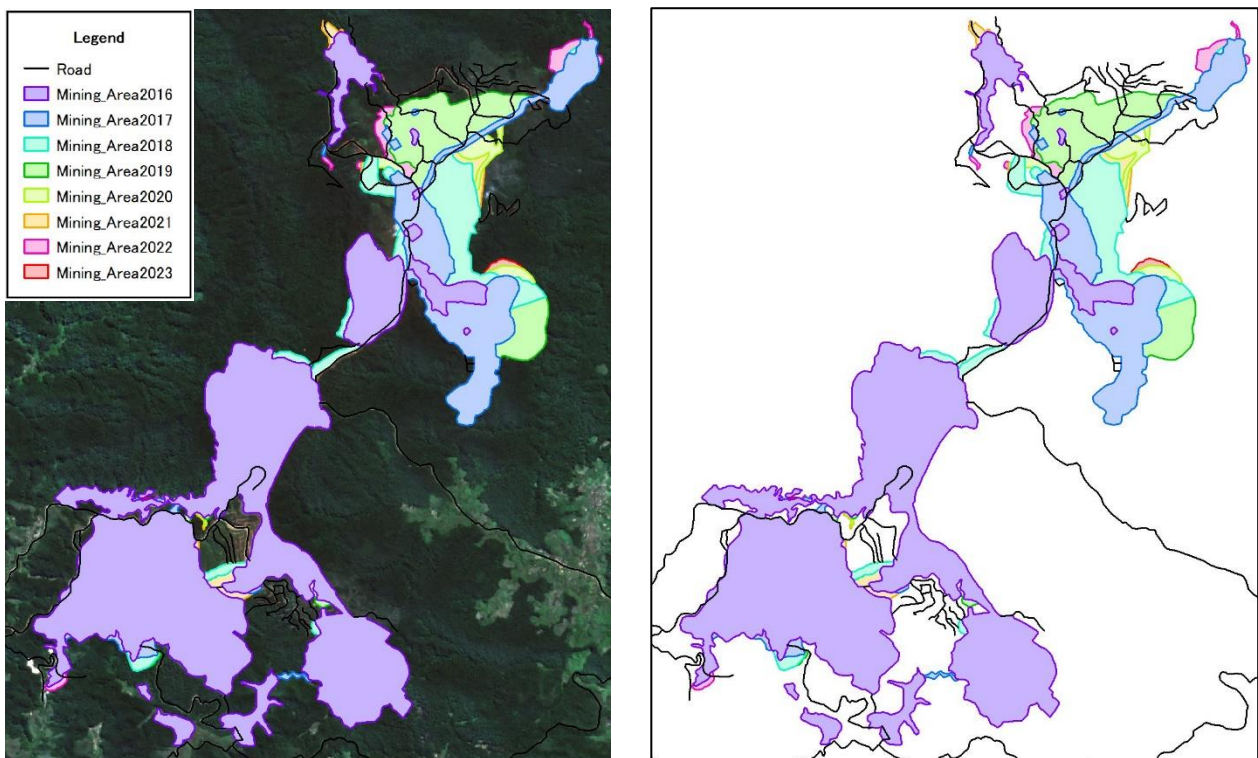 Legend
Road
Mining_Area2016
Mining_Area2017
Mining_Area2018
Mining_Area2019
Mining_Area2020
Mining_Area2021
Mining_Area2022
Mining_Area2023